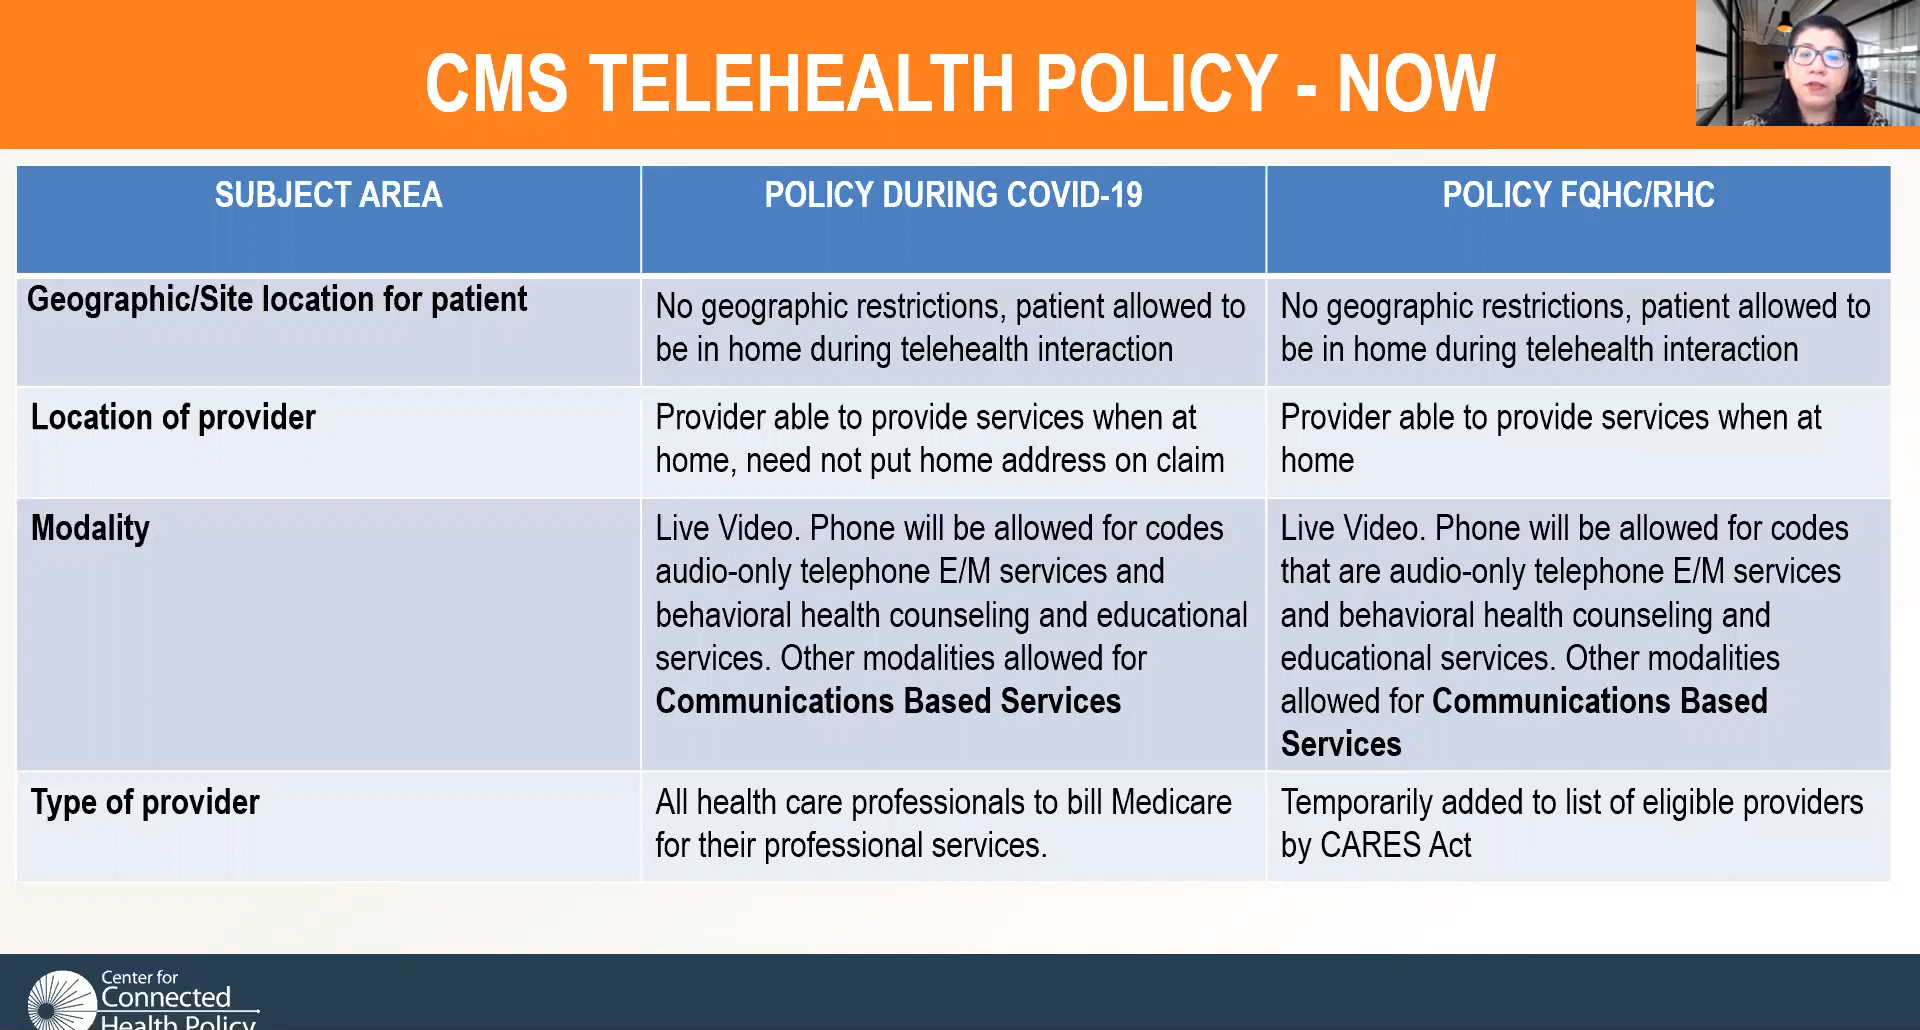 CMS TELEHEALTH POLICY - NOW
SUBJECT AREA
POLICY DURING COVID-19
POLICY FQHC/RHC
Geographic/Site location for patient
No geographic restrictions, patient allowed to
be in home during telehealth interaction
No geographic restrictions, patient allowed to
be in home during telehealth interaction
Location of provider
Provider able to provide services when at
home, need not put home address on claim
Provider able to provide services when at
home
Modality
Live Video. Phone will be allowed for codes
audio-only telephone E/M services and
behavioral health counseling and educational
services. Other modalities allowed for
Communications Based Services
Live Video. Phone will be allowed for codes
that are audio-only telephone E/M services
and behavioral health counseling and
educational services. Other modalities
allowed for Communications Based
Services
Type of provider
All health care professionals to bill Medicare
for their professional services.
Temporarily added to list of eligible providers
by CARES Act
Center for
Connected
Health Policy